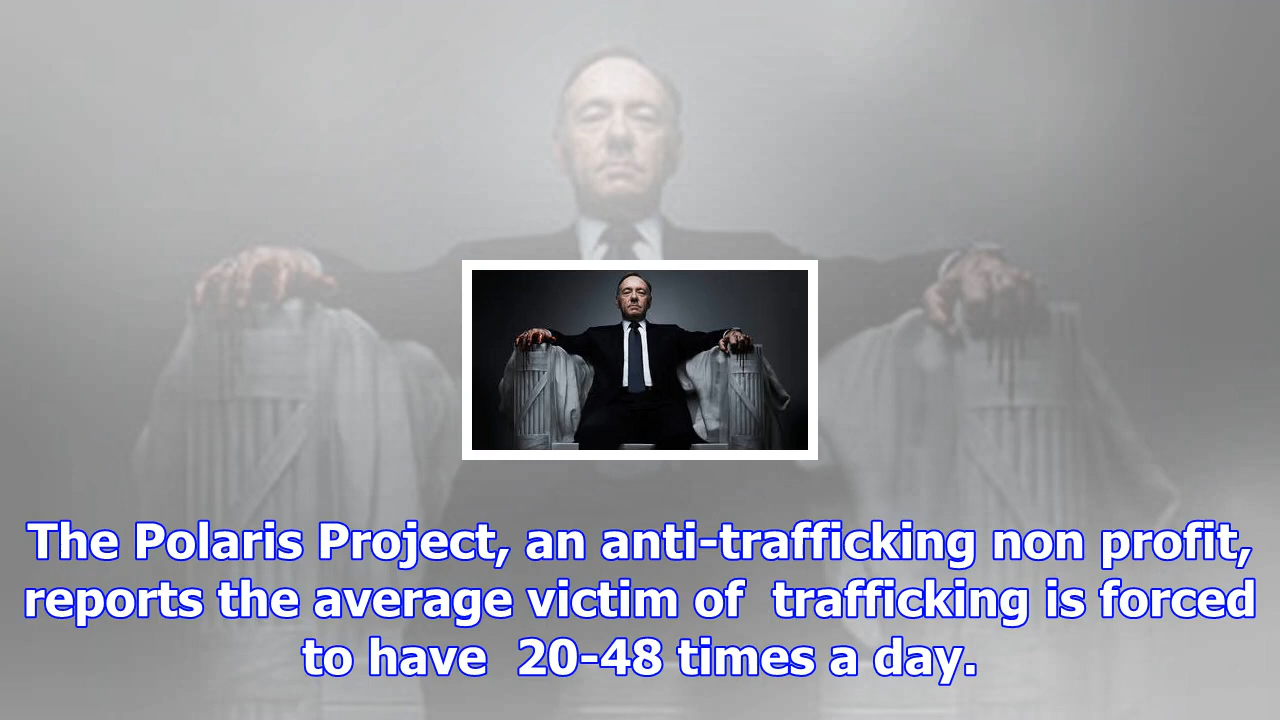 The Polaris Project, an anti-trafficking non profit,
reports the average victim of  trafficking is forced
to have  20-48 times a day.